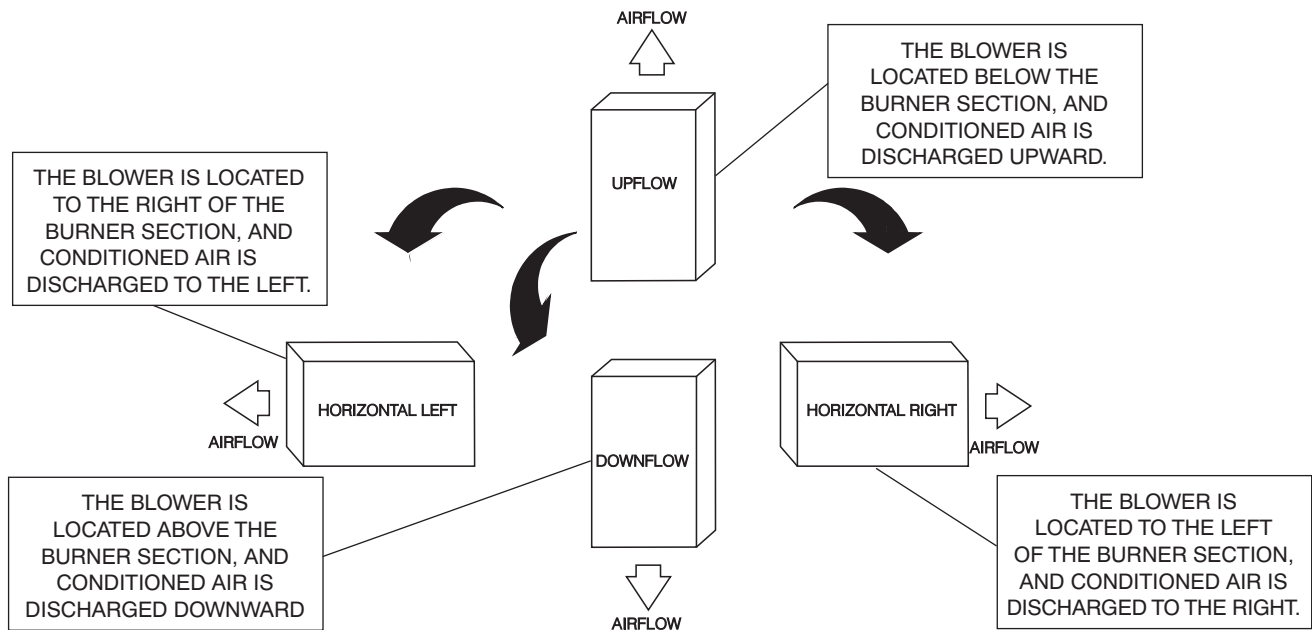 AIRFLOW
THE BLOWER IS
LOCATED BELOW THE
BURNER SECTION, AND
CONDITIONED AIR IS
DISCHARGED UPWARD.
UPFLOW
THE BLOWER IS LOCATED
TO THE RIGHT OF THE
BURNER SECTION, AND
CONDITIONED AIR IS
DISCHARGED TO THE LEFT.
HORIZONTAL LEFT
AIRFLOW
HORIZONTAL RIGHT
AIRFLOW
DOWNFLOW
THE BLOWER IS
LOCATED ABOVE THE
BURNER SECTION, AND
CONDITIONED AIR IS
DISCHARGED DOWNWARD
THE BLOWER IS
LOCATED TO THE LEFT
OF THE BURNER SECTION,
AND CONDITIONED AIR IS
DISCHARGED TO THE RIGHT.
AIRFLOW